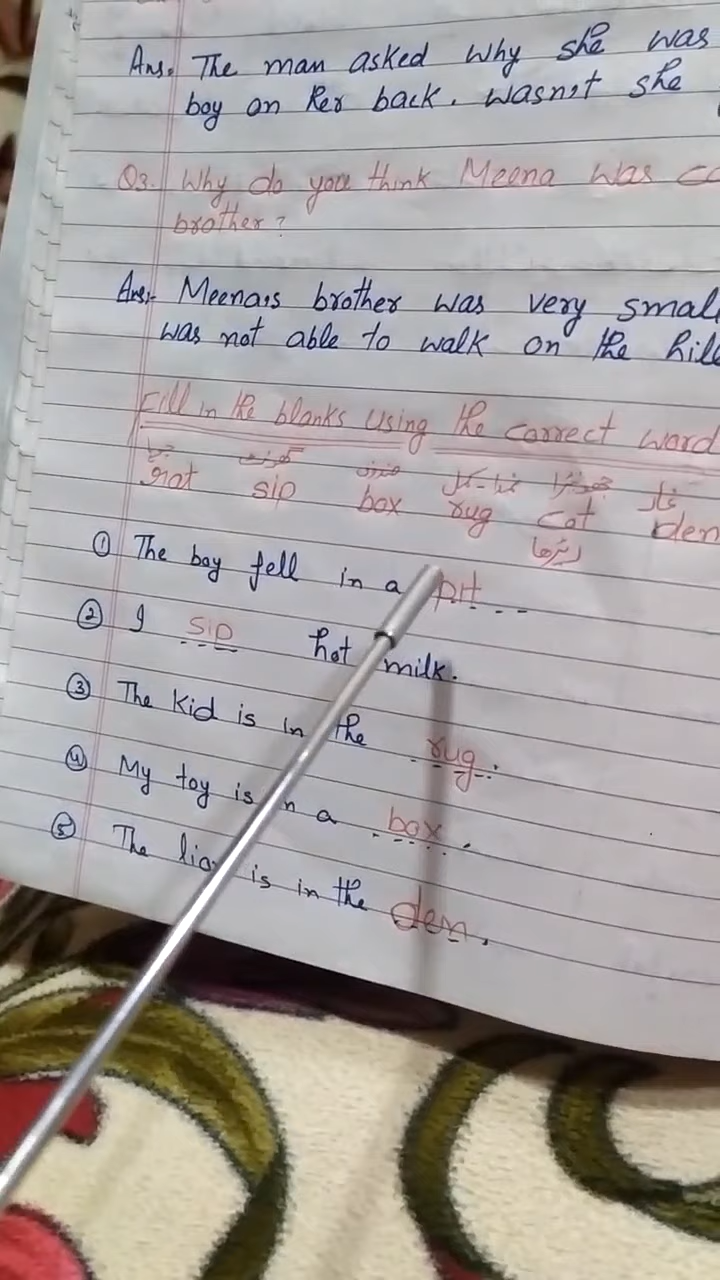 Ans. The man asked why she was
boy on her back. wasn't she
Q3. Why do you think Meena was ca
brother?
Ans:- Meena's brother was very small
was not able to walk on the hill
Fill in the blanks using the correct word
sip box rug cot den
① The boy fell in a pit.
② I sip hot milk.
③ The kid is in the rug.
④ My toy is in a box.
⑤ The lion is in the den.